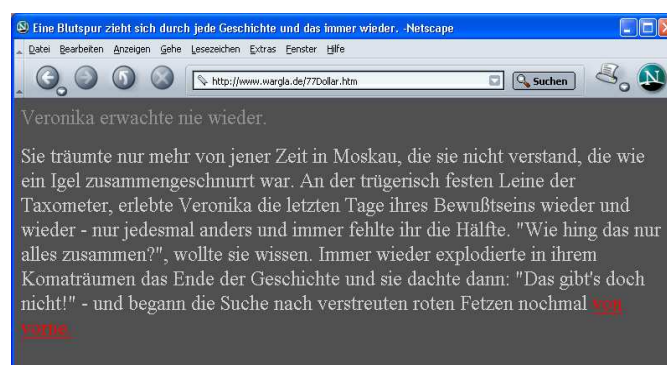 Eine Blutspur zieht sich durch jede Geschichte und das immer wieder. -Netscape
Datei Bearbeiten Anzeigen Gehe Lesezeichen Extras Fenster Hilfe
http://www.wargla.de/77Dollar.htm Suchen N
Veronika erwachte nie wieder.
Sie träumte nur mehr von jener Zeit in Moskau, die sie nicht verstand, die wie
ein Igel zusammengeschnurrt war. An der trügerisch festen Leine der
Taxometer, erlebte Veronika die letzten Tage ihres Bewußtseins wieder und
wieder - nur jedesmal anders und immer fehlte ihr die Hälfte. "Wie hing das nur
alles zusammen?", wollte sie wissen. Immer wieder explodierte in ihrem
Komaträumen das Ende der Geschichte und sie dachte dann: "Das gibt's doch
nicht!" - und begann die Suche nach verstreuten roten Fetzen nochmal von
vorne.